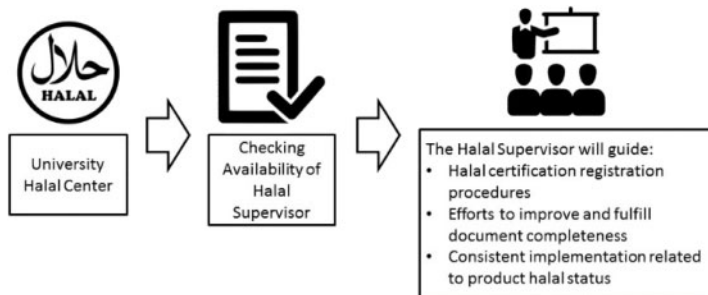 حلال
HALAL
University
Halal Center
Checking
Availability of
Halal
Supervisor
The Halal Supervisor will guide:
• Halal certification registration
procedures
• Efforts to improve and fulfill
document completeness
• Consistent implementation related
to product halal status